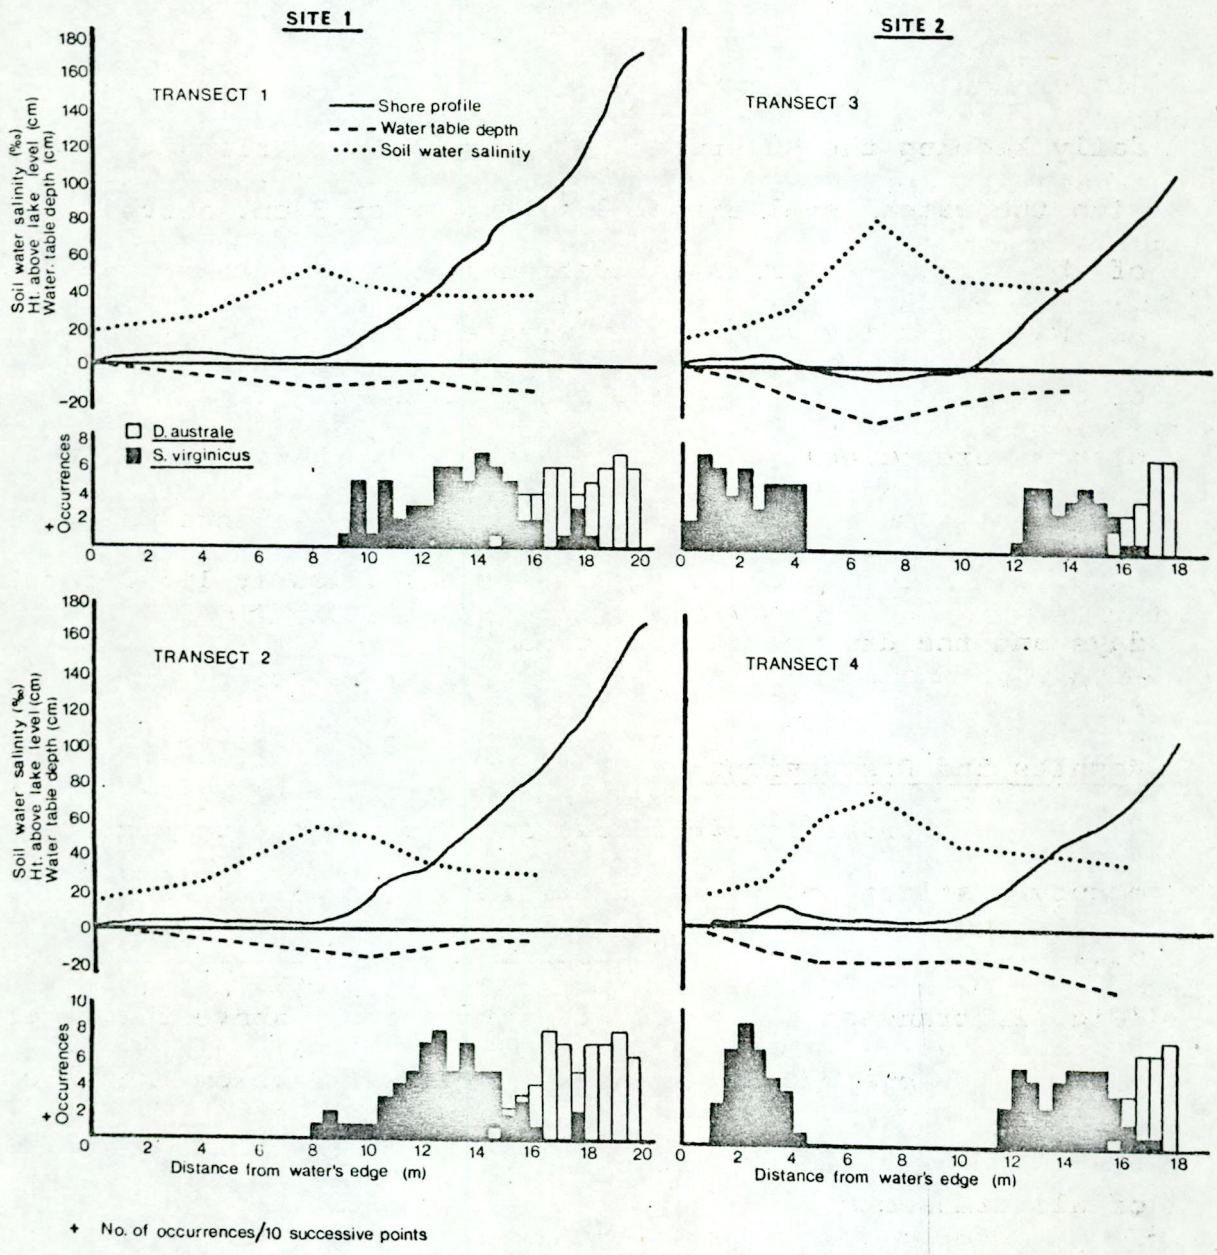 SITE 1
SITE 2
180
160
140
120
100
80
60
40
20
0
-20
Soil water salinity (‰)
Ht. above lake level (cm)
Water table depth (cm)
TRANSECT 1
Shore profile
Water table depth
Soil water salinity
TRANSECT 3
8
6
4
2
+ Occurrences
D. australe
S. virginicus
0 2 4 6 10 12 14 16 18 20
0 2 4 6 8 10 12 14 16 18
180
160
140
120
100
80
60
40
20
0
-20
Soil water salinity (‰)
Ht. above lake level (cm)
Water table depth (cm)
TRANSECT 2
TRANSECT 4
10
8
6
4
2
0
+ Occurrences
0 2 4 6 10 12 14 16 18 20
Distance from water's edge (m)
0 2 4 6 8 10 12 14 16 18
Distance from water's edge (m)
+ No. of occurrences/10 successive points